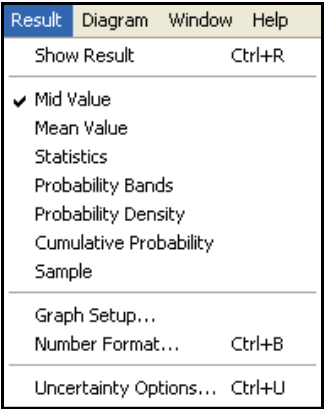 Result Diagram Window Help
Show Result Ctrl+R
Mid Value
Mean Value
Statistics
Probability Bands
Probability Density
Cumulative Probability
Sample
Graph Setup...
Number Format... Ctrl+B
Uncertainty Options... Ctrl+U